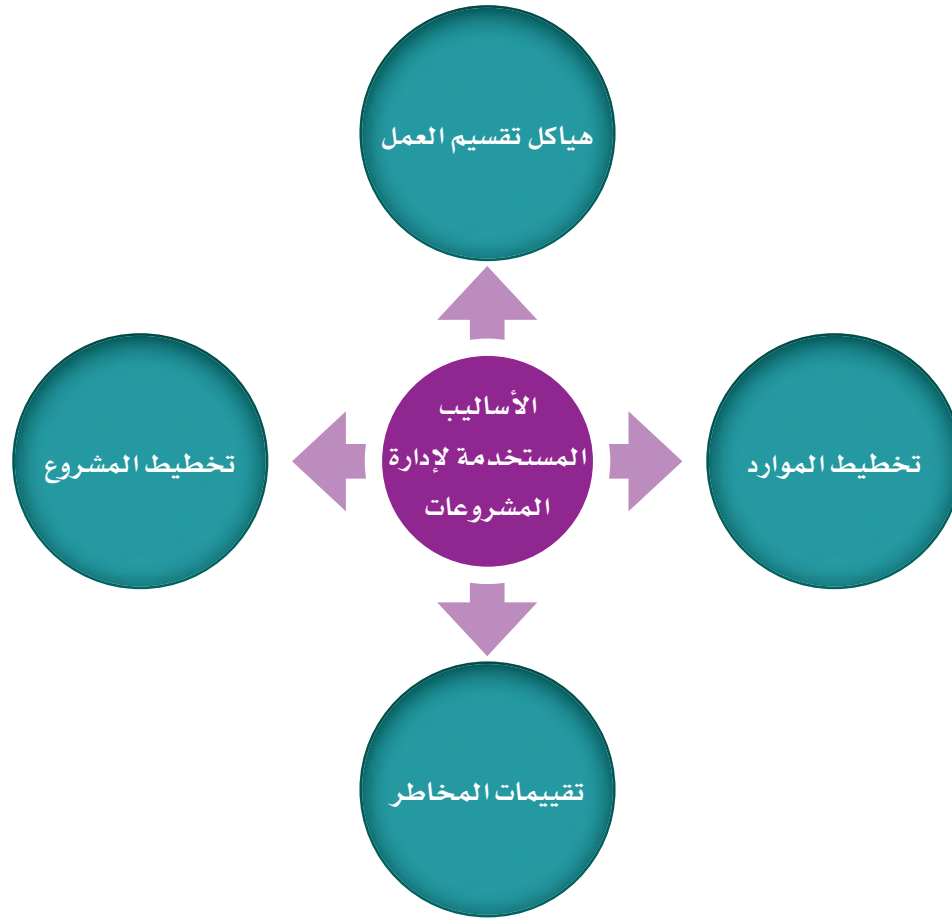 هياكل تقسيم العمل
الأساليب
المستخدمة لإدارة
المشروعات
تخطيط الموارد
تخطيط المشروع
تقييمات المخاطر